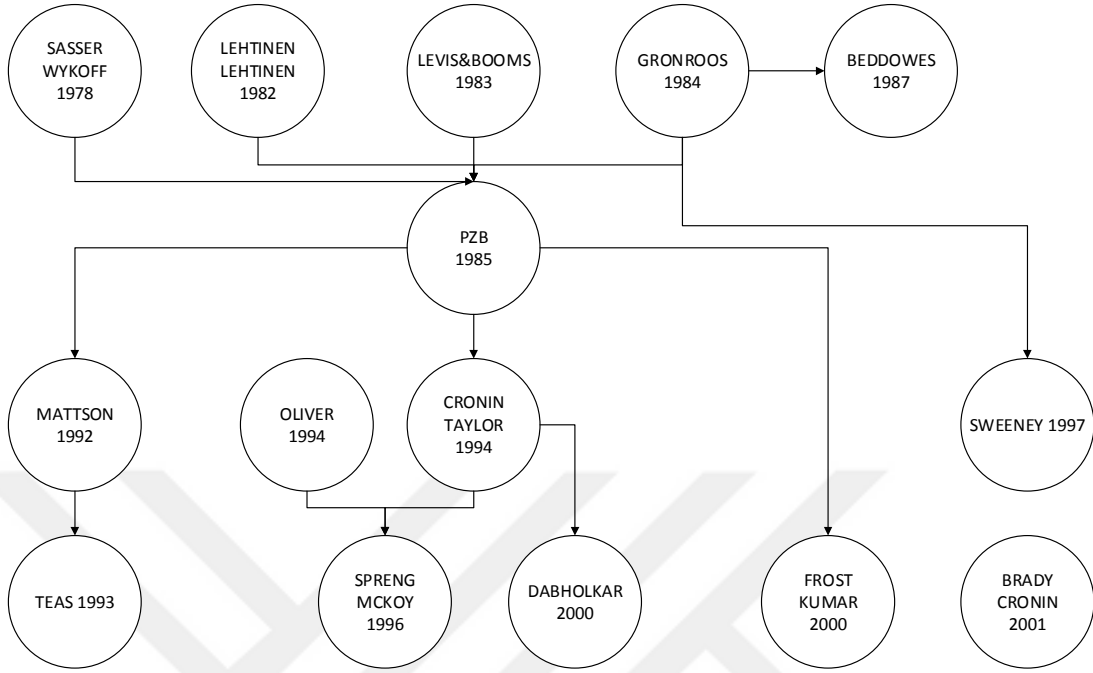 SASSER
WYKOFF
1978
LEHTINEN
LEHTINEN
1982
LEVIS&BOOMS
1983
GRONROOS
1984
BEDDOWES
1987
PZB
1985
MATTSON
1992
OLIVER
1994
CRONIN
TAYLOR
1994
SWEENEY 1997
TEAS 1993
SPRENG
MCKOY
1996
DABHOLKAR
2000
FROST
KUMAR
2000
BRADY
CRONIN
2001